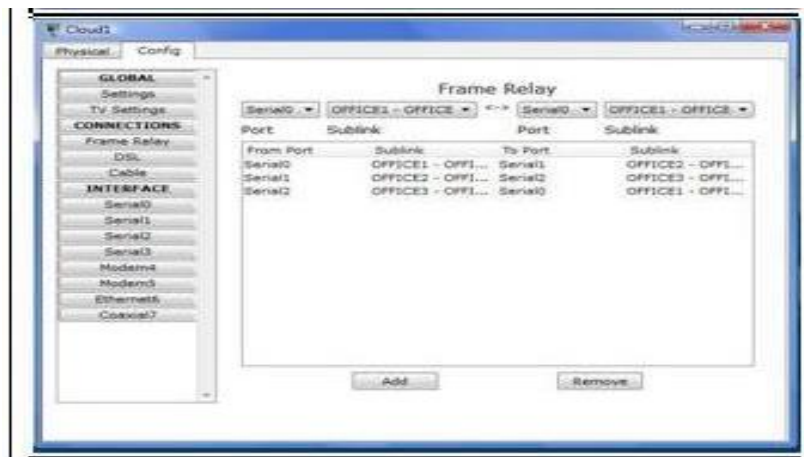 Cloud1
Physical Config
GLOBAL
Settings
TV Settings
CONNECTIONS
Frame Relay
DSL
Cable
INTERFACE
Serial0
Serial1
Serial2
Serial3
Modem4
Modem5
Ethernet6
Coaxial7
Frame Relay
Serial0 OFFICE1 - OFFICE <-> Serial0 OFFICE1 - OFFICE
Port Sublink Port Sublink
From Port Sublink To Port Sublink
Serial0 OFFICE1 - OFFI... Serial1 OFFICE2 - OFFI...
Serial1 OFFICE2 - OFFI... Serial2 OFFICE3 - OFFI...
Serial2 OFFICE3 - OFFI... Serial0 OFFICE1 - OFFI...
Add Remove